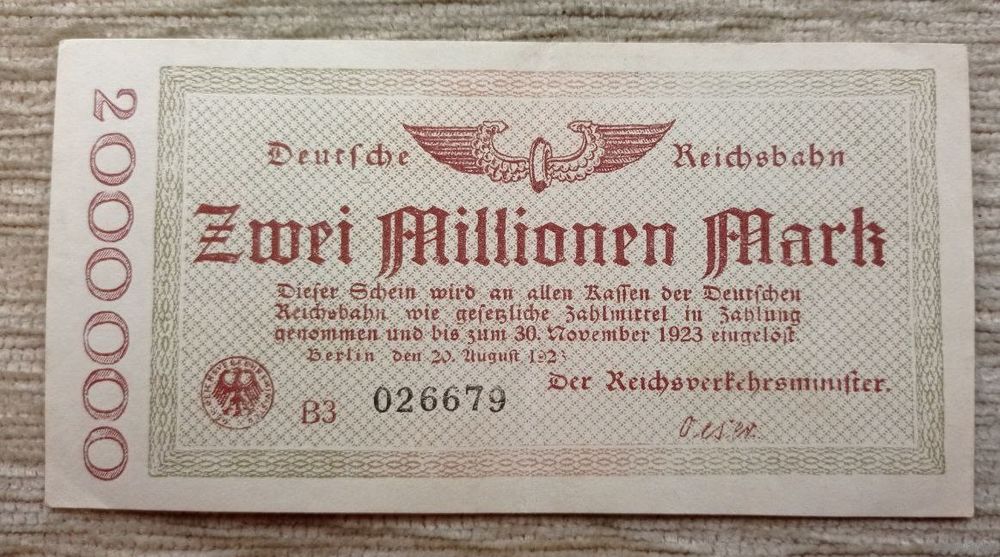 2000000
Deutsche Reichsbahn
Zwei Millionen Mark
Dieser Schein wird an allen Kassen der Deutschen
Reichsbahn wie gesetzliche Zahlmittel in Zahlung
genommen und bis zum 30. November 1923 eingelöst.
Berlin, den 20. August 1923
Der Reichsverkehrsminister.
B3 026679
Oeser.